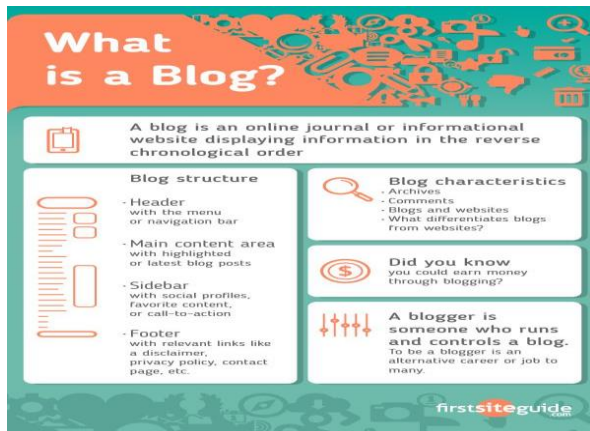 What
is a Blog?
A blog is an online journal or informational
website displaying information in the reverse
chronological order
Blog structure
· Header
with the menu
or navigation bar
· Main content area
with highlighted
or latest blog posts
· Sidebar
with social profiles,
favorite content,
or call-to-action
· Footer
with relevant links like
a disclaimer,
privacy policy, contact
page, etc.
Blog characteristics
· Archives
· Comments
· Blogs and websites
· What differentiates blogs
from websites?
Did you know
you could earn money
through blogging?
A blogger is
someone who runs
and controls a blog.
To be a blogger is an
alternative career or job to
many.
firstsiteguide
.com